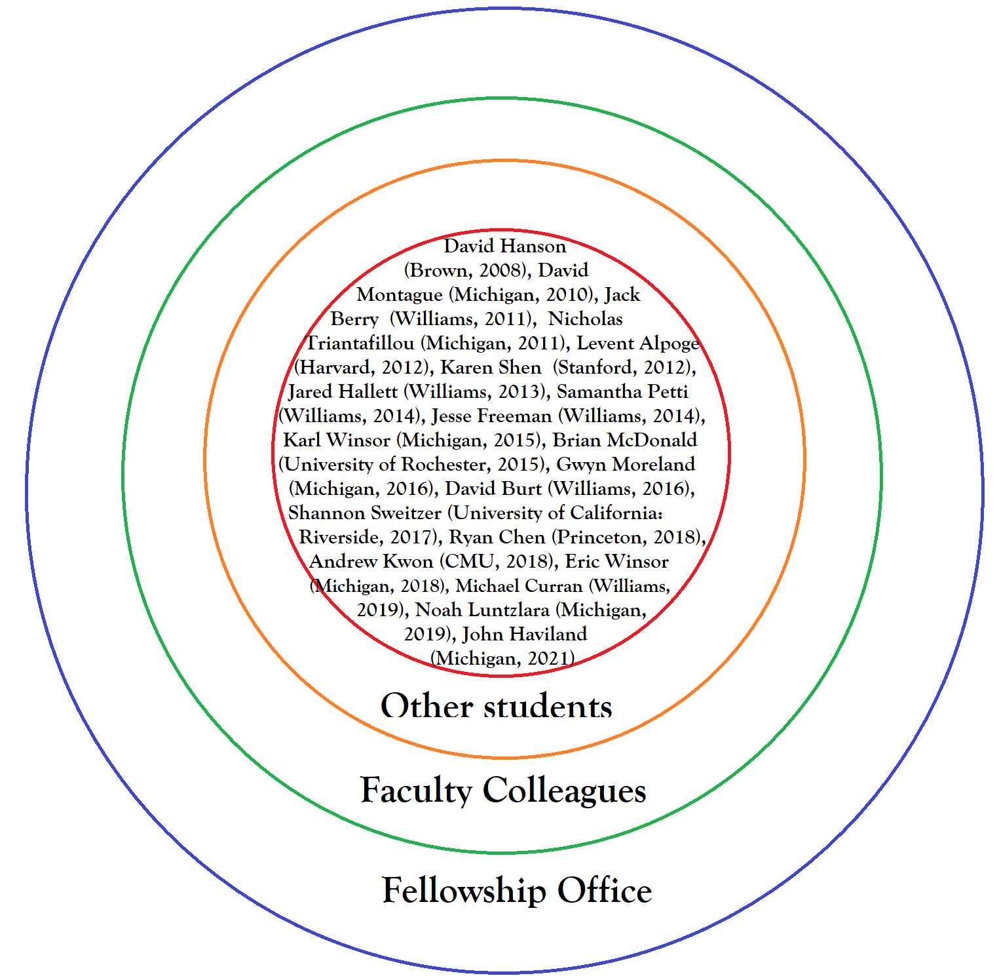 David Hanson
(Brown, 2008), David
Montague (Michigan, 2010), Jack
Berry (Williams, 2011), Nicholas
Triantafillou (Michigan, 2011), Levent Alpoge
(Harvard, 2012), Karen Shen (Stanford, 2012),
Jared Hallett (Williams, 2013), Samantha Petti
(Williams, 2014), Jesse Freeman (Williams, 2014),
Karl Winsor (Michigan, 2015), Brian McDonald
(University of Rochester, 2015), Gwyn Moreland
(Michigan, 2016), David Burt (Williams, 2016),
Shannon Sweitzer (University of California:
Riverside, 2017), Ryan Chen (Princeton, 2018),
Andrew Kwon (CMU, 2018), Eric Winsor
(Michigan, 2018), Michael Curran (Williams,
2019), Noah Luntzlara (Michigan,
2019), John Haviland
(Michigan, 2021)
Other students
Faculty Colleagues
Fellowship Office